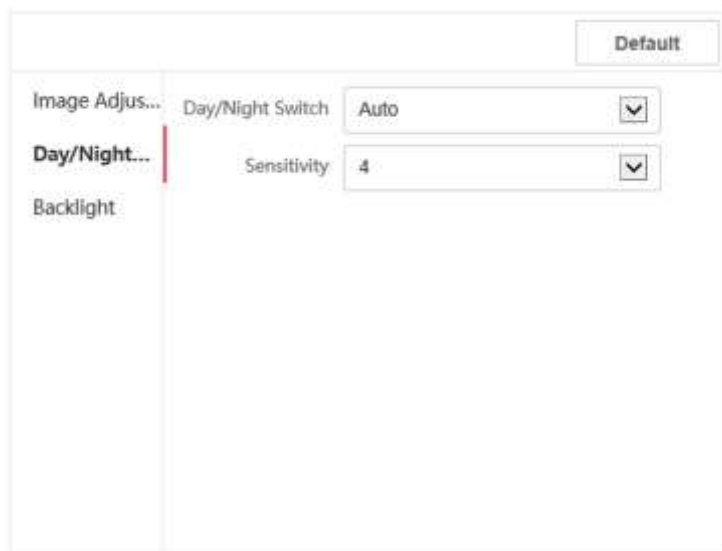 Default
Image Adjus...
Day/Night Switch
Auto
Day/Night...
Sensitivity
4
Backlight